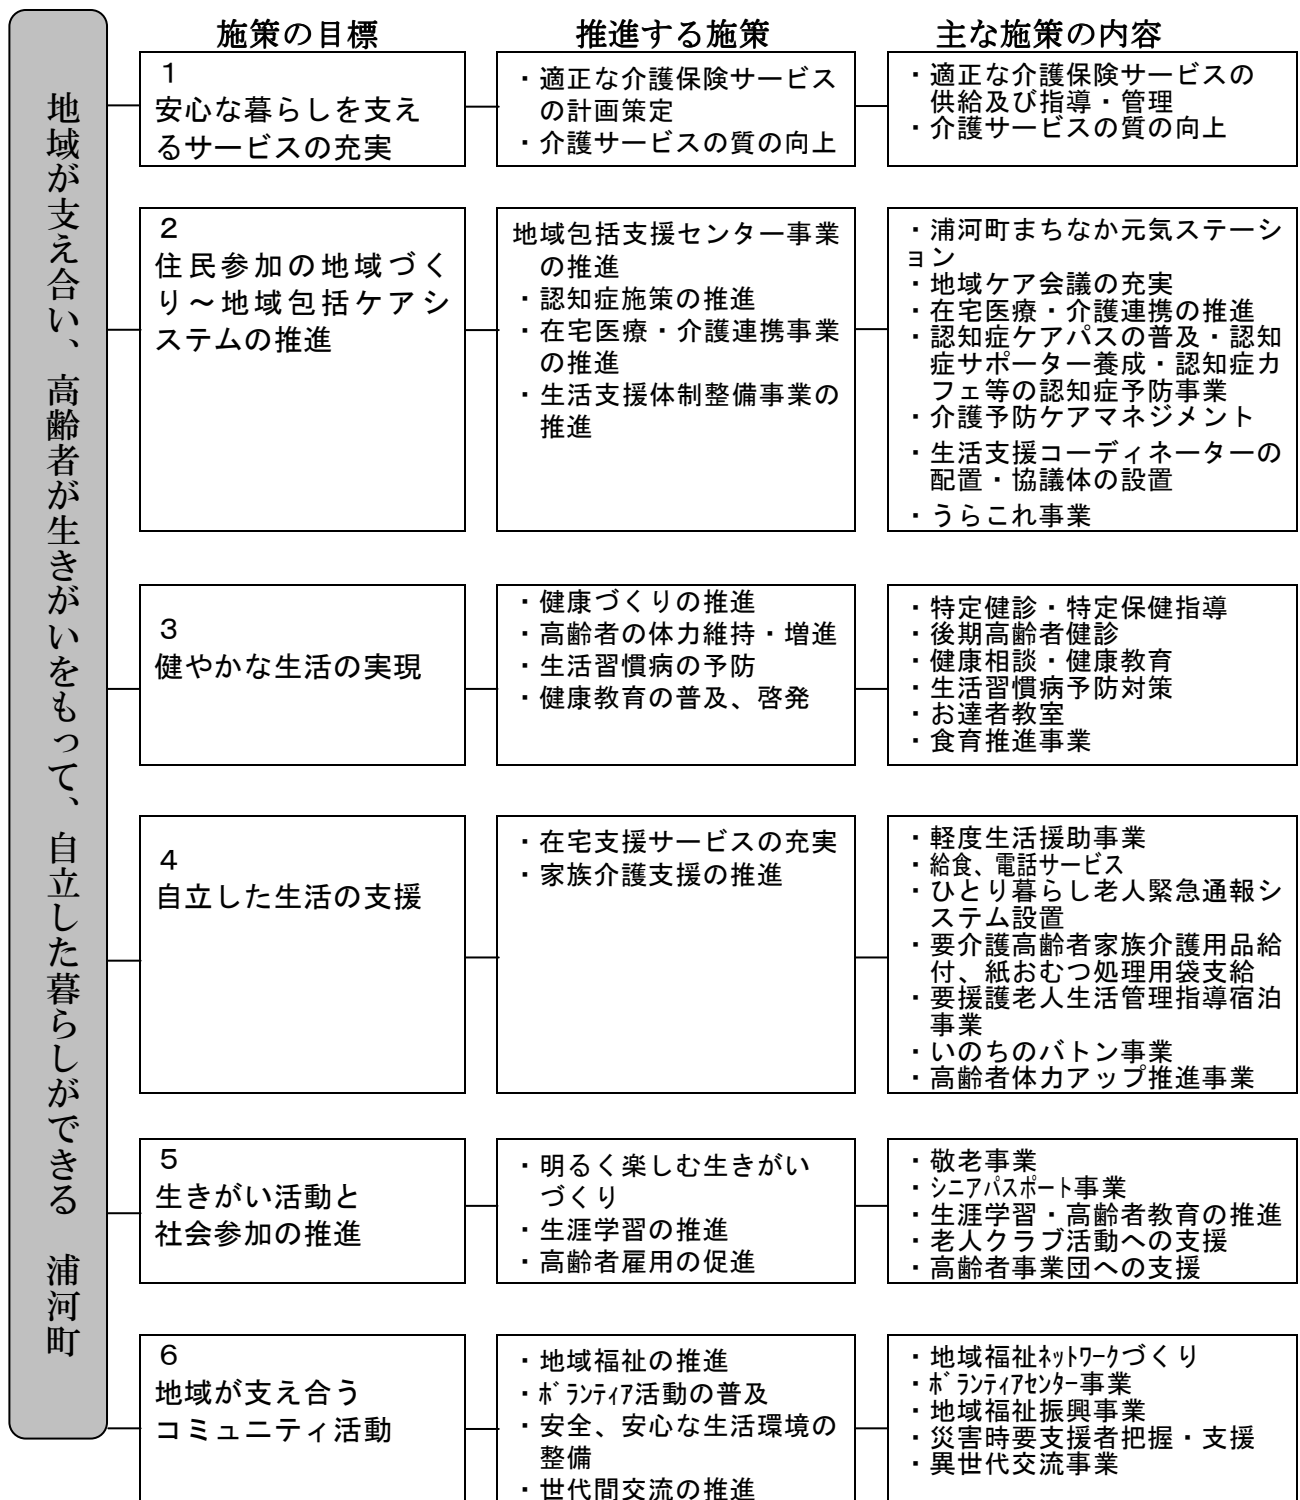 地域が支え合い、高齢者が生きがいをもって、自立した暮らしができる　浦河町
施策の目標
推進する施策
主な施策の内容
１
安心な暮らしを支え
るサービスの充実
・適正な介護保険サービス
の計画策定
・介護サービスの質の向上
・適正な介護保険サービスの
供給及び指導・管理
・介護サービスの質の向上
２
住民参加の地域づく
り～地域包括ケアシ
ステムの推進
地域包括支援センター事業
の推進
・認知症施策の推進
・在宅医療・介護連携事業
の推進
・生活支援体制整備事業の
推進
・浦河町まちなか元気ステーシ
ョン
・地域ケア会議の充実
・在宅医療・介護連携の推進
・認知症ケアパスの普及・認知
症サポーター養成・認知症カ
フェ等の認知症予防事業
・介護予防ケアマネジメント
・生活支援コーディネーターの
配置・協議体の設置
・うらこれ事業
３
健やかな生活の実現
・健康づくりの推進
・高齢者の体力維持・増進
・生活習慣病の予防
・健康教育の普及、啓発
・特定健診・特定保健指導
・後期高齢者健診
・健康相談・健康教育
・生活習慣病予防対策
・お達者教室
・食育推進事業
４
自立した生活の支援
・在宅支援サービスの充実
・家族介護支援の推進
・軽度生活援助事業
・給食、電話サービス
・ひとり暮らし老人緊急通報シ
ステム設置
・要介護高齢者家族介護用品給
付、紙おむつ処理用袋支給
・要援護老人生活管理指導宿泊
事業
・いのちのバトン事業
・高齢者体力アップ推進事業
５
生きがい活動と
社会参加の推進
・明るく楽しむ生きがい
づくり
・生涯学習の推進
・高齢者雇用の促進
・敬老事業
・ｼﾆｱﾊﾟｽﾎﾟｰﾄ事業
・生涯学習・高齢者教育の推進
・老人クラブ活動への支援
・高齢者事業団への支援
６
地域が支え合う
コミュニティ活動
・地域福祉の推進
・ﾎﾞﾗﾝﾃｨｱ活動の普及
・安全、安心な生活環境の
整備
・世代間交流の推進
・地域福祉ﾈｯﾄﾜｰｸづくり
・ﾎﾞﾗﾝﾃｨｱｾﾝﾀｰ事業
・地域福祉振興事業
・災害時要支援者把握・支援
・異世代交流事業